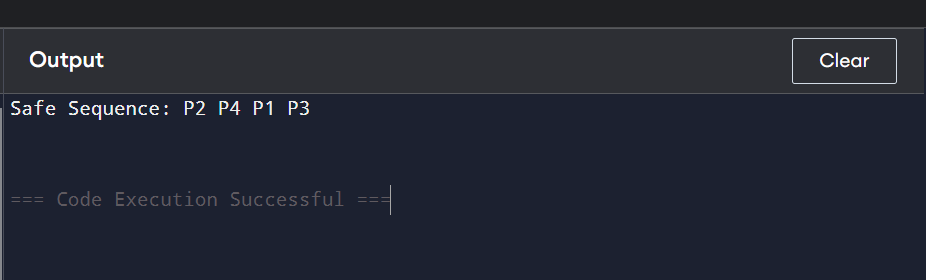 Output
Clear
Safe Sequence: P2 P4 P1 P3
=== Code Execution Successful ===